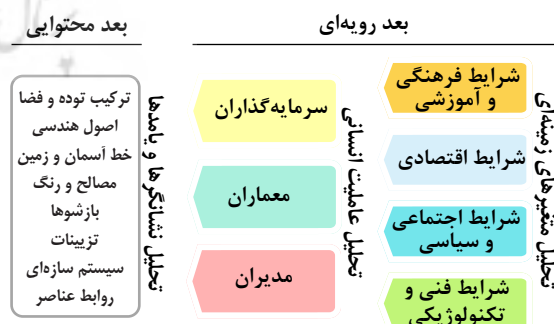 بعد رویه‌ای
بعد محتوایی
تحلیل متغیرهای زمینه‌ای
شرایط فرهنگی
و آموزشی
شرایط اقتصادی
شرایط اجتماعی
و سیاسی
شرایط فنی و
تکنولوژیکی
تحلیل عاملیت انسانی
سرمایه‌گذاران
معماران
مدیران
تحلیل نشانگرها و یامدها
ترکیب توده و فضا
اصول هندسی
خط آسمان و زمین
مصالح و رنگ
بازشوها
تزیینات
سیستم سازه‌ای
روابط عناصر